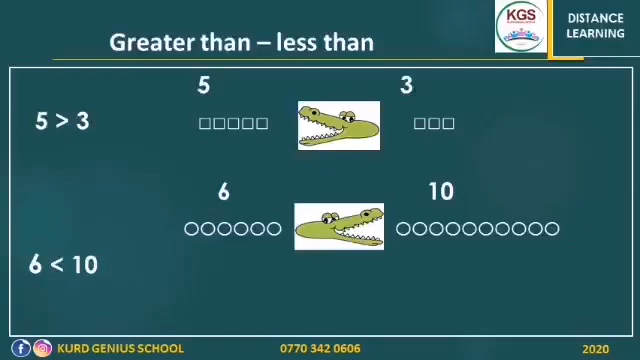 Greater than – less than
KGS
DISTANCE
LEARNING
5 3
5 > 3
□□□□□ □□□
6 10
○○○○○○ ○○○○○○○○○○
6 < 10
KURD GENIUS SCHOOL 0770 342 0606 2020